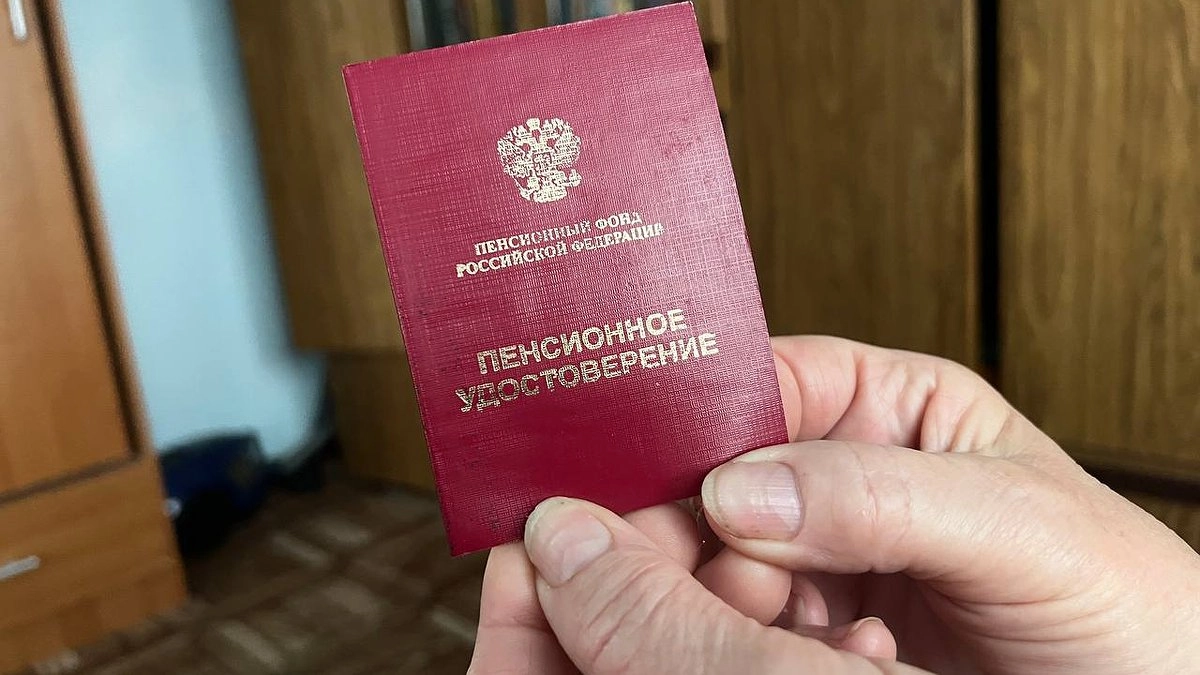 ПЕНСИОННЫЙ ФОНД
РОССИЙСКОЙ ФЕДЕРАЦИИ
ПЕНСИОННОЕ
УДОСТОВЕРЕНИЕ